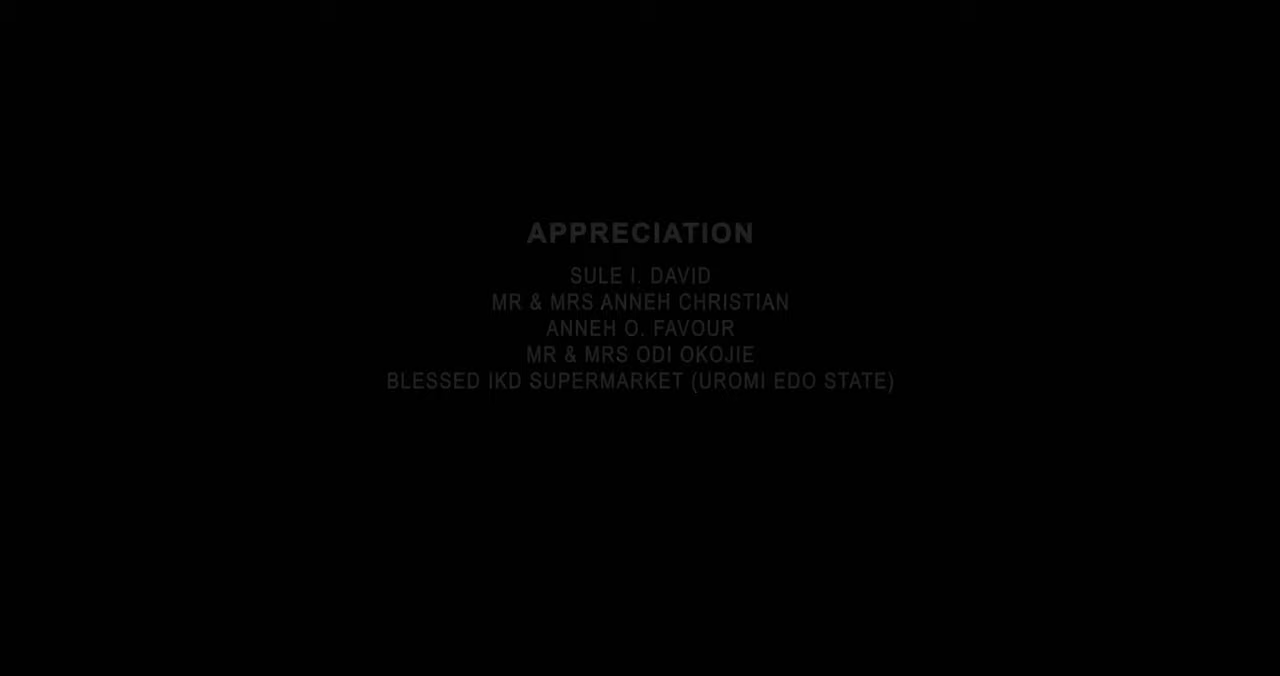 APPRECIATION
SULE I. DAVID
MR & MRS ANNEH CHRISTIAN
ANNEH O. FAVOUR
MR & MRS ODI OKOJIE
BLESSED IKD SUPERMARKET (UROMI EDO STATE)